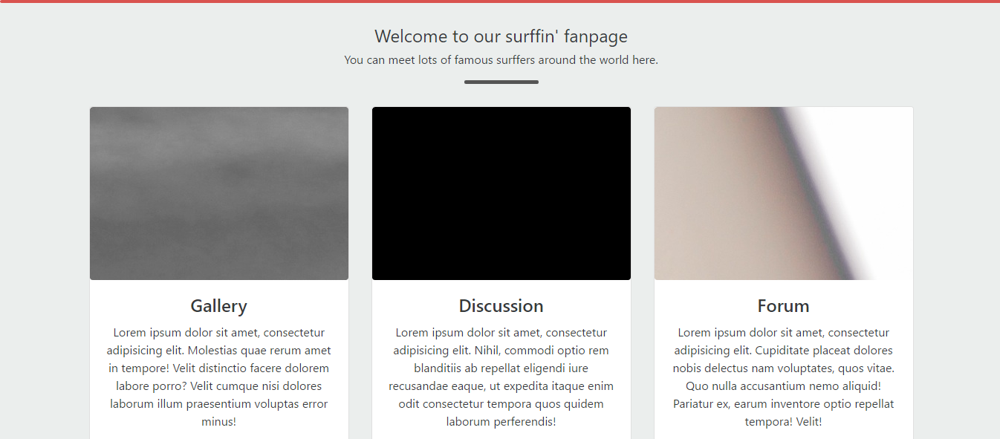 Welcome to our surffin' fanpage
You can meet lots of famous surffers around the world here.
Gallery
Lorem ipsum dolor sit amet, consectetur
adipisicing elit. Molestias quae rerum amet
in tempore! Velit distinctio facere dolorem
labore porro? Velit cumque nisi dolores
laborum illum praesentium voluptas error
minus!
Discussion
Lorem ipsum dolor sit amet, consectetur
adipisicing elit. Nihil, commodi optio rem
blanditiis ab repellat eligendi iure
recusandae eaque, ut expedita itaque enim
odit consectetur tempora quos quidem
laborum perferendis!
Forum
Lorem ipsum dolor sit amet, consectetur
adipisicing elit. Cupiditate placeat dolores
nobis delectus nam voluptates, quos vitae.
Quo nulla accusantium nemo aliquid!
Pariatur ex, earum inventore optio repellat
tempora! Velit!